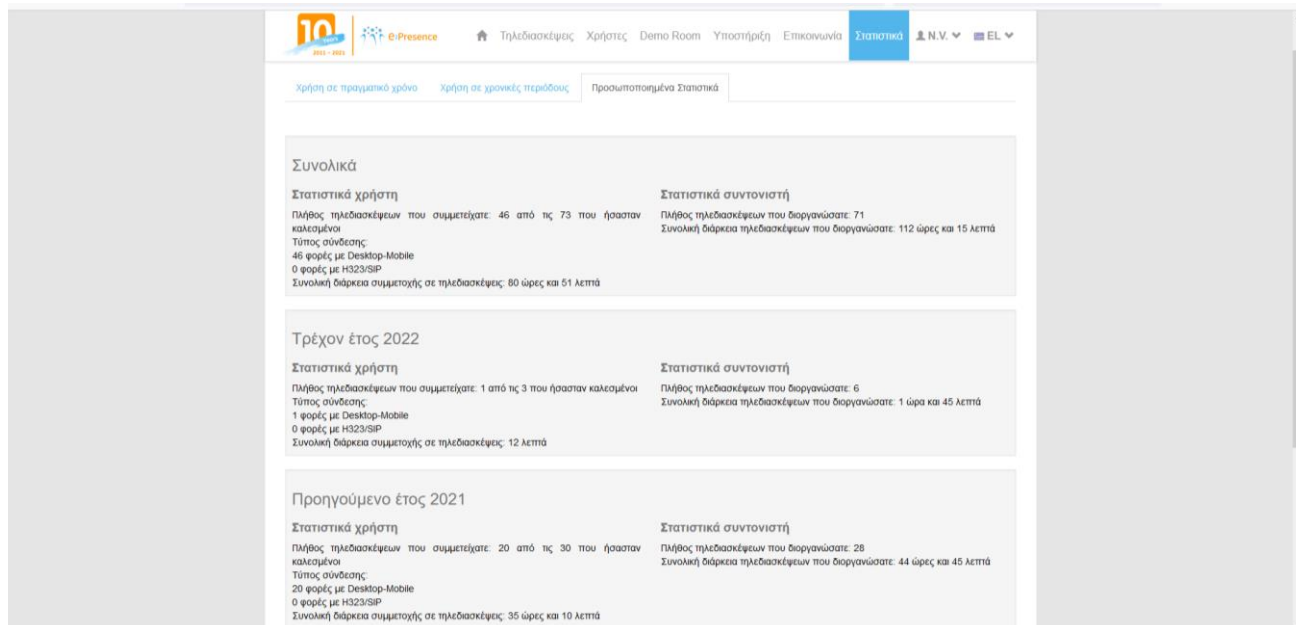 10
years
2011 - 2021
e:Presence
Τηλεδιασκέψεις Χρήστες Demo Room Υποστήριξη Επικοινωνία Στατιστικά N.V. EL
Χρήση σε πραγματικό χρόνο Χρήση σε χρονικές περιόδους Προσωποποιημένα Στατιστικά
Συνολικά
Στατιστικά χρήστη
Πλήθος τηλεδιασκέψεων που συμμετείχατε: 46 από τις 73 που ήσασταν
καλεσμένοι
Τύπος σύνδεσης:
46 φορές με Desktop-Mobile
0 φορές με H323/SIP
Συνολική διάρκεια συμμετοχής σε τηλεδιασκέψεις: 80 ώρες και 51 λεπτά
Στατιστικά συντονιστή
Πλήθος τηλεδιασκέψεων που διοργανώσατε: 71
Συνολική διάρκεια τηλεδιασκέψεων που διοργανώσατε: 112 ώρες και 15 λεπτά
Τρέχον έτος 2022
Στατιστικά χρήστη
Πλήθος τηλεδιασκέψεων που συμμετείχατε: 1 από τις 3 που ήσασταν καλεσμένοι
Τύπος σύνδεσης:
1 φορές με Desktop-Mobile
0 φορές με H323/SIP
Συνολική διάρκεια συμμετοχής σε τηλεδιασκέψεις: 12 λεπτά
Στατιστικά συντονιστή
Πλήθος τηλεδιασκέψεων που διοργανώσατε: 6
Συνολική διάρκεια τηλεδιασκέψεων που διοργανώσατε: 1 ώρα και 45 λεπτά
Προηγούμενο έτος 2021
Στατιστικά χρήστη
Πλήθος τηλεδιασκέψεων που συμμετείχατε: 20 από τις 30 που ήσασταν
καλεσμένοι
Τύπος σύνδεσης:
20 φορές με Desktop-Mobile
0 φορές με H323/SIP
Συνολική διάρκεια συμμετοχής σε τηλεδιασκέψεις: 35 ώρες και 10 λεπτά
Στατιστικά συντονιστή
Πλήθος τηλεδιασκέψεων που διοργανώσατε: 28
Συνολική διάρκεια τηλεδιασκέψεων που διοργανώσατε: 44 ώρες και 45 λεπτά